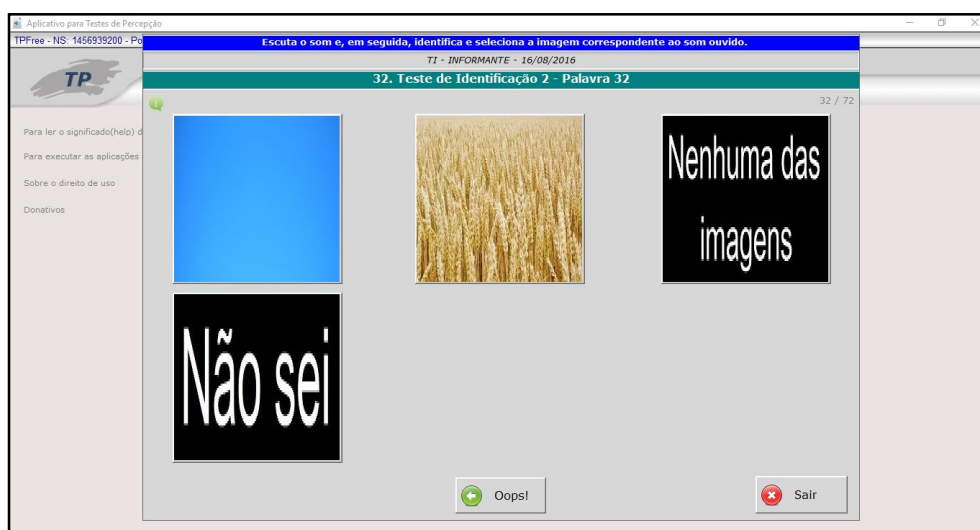 Aplicativo para Testes de Percepção
TPFree - NS: 1456939200 - Po
Escuta o som e, em seguida, identifica e seleciona a imagem correspondente ao som ouvido.
TI - INFORMANTE - 16/08/2016
32. Teste de Identificação 2 - Palavra 32
TP
32 / 72
Para ler o significado(help) d
Para executar as aplicações
Sobre o direito de uso
Donativos
Nenhuma das
imagens
Não sei
Oops!
Sair